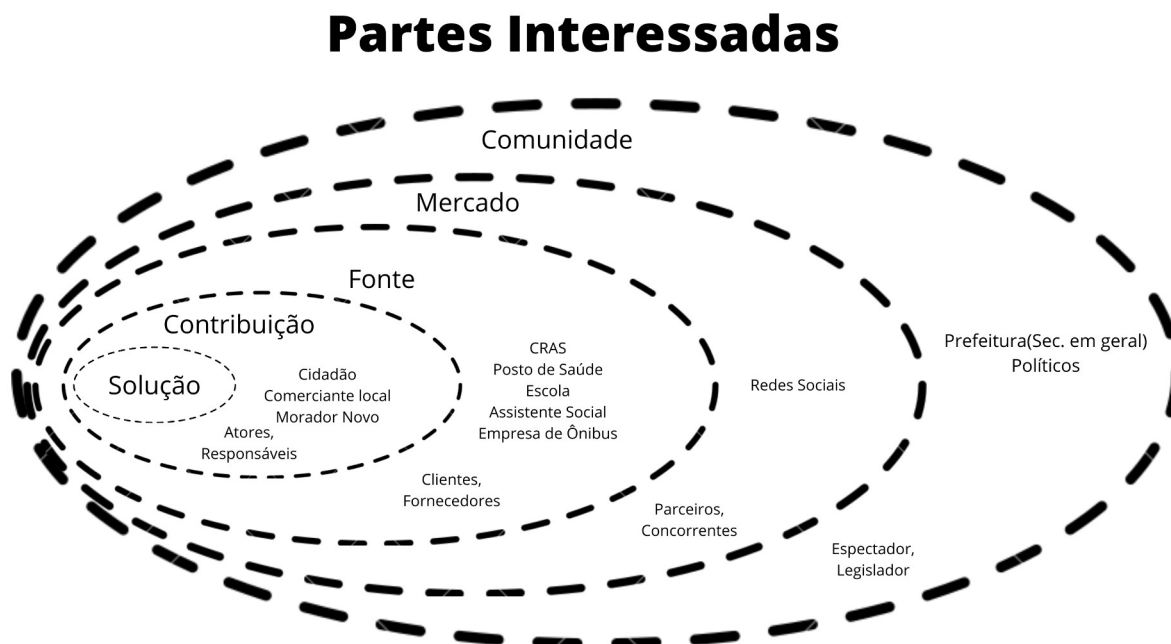 Partes Interessadas
Comunidade
Mercado
Fonte
Contribuição
Solução
Cidadão
Comerciante local
Morador Novo
Atores,
Responsáveis
CRAS
Posto de Saúde
Escola
Assistente Social
Empresa de Ônibus
Clientes,
Fornecedores
Redes Sociais
Parceiros,
Concorrentes
Prefeitura(Sec. em geral)
Políticos
Espectador,
Legislador